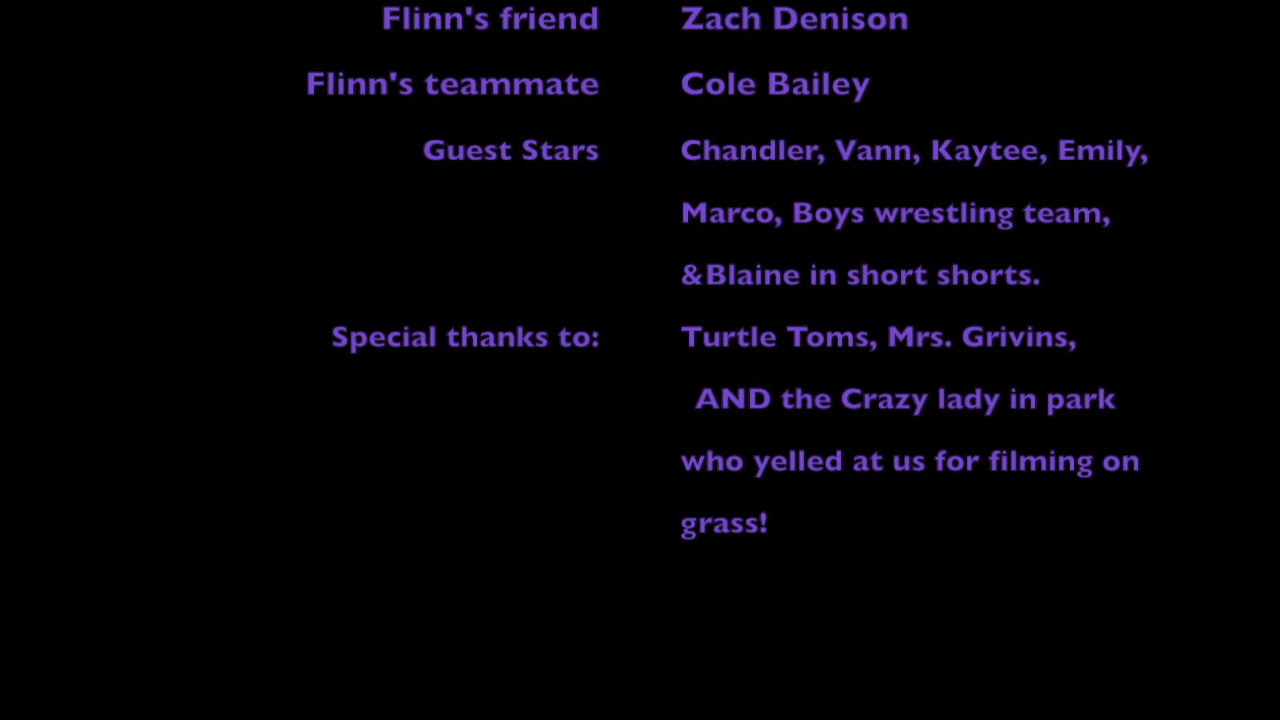 Flinn's friend Zach Denison
Flinn's teammate Cole Bailey
Guest Stars Chandler, Vann, Kaytee, Emily,
Marco, Boys wrestling team,
&Blaine in short shorts.
Special thanks to: Turtle Toms, Mrs. Grivins,
AND the Crazy lady in park
who yelled at us for filming on
grass!